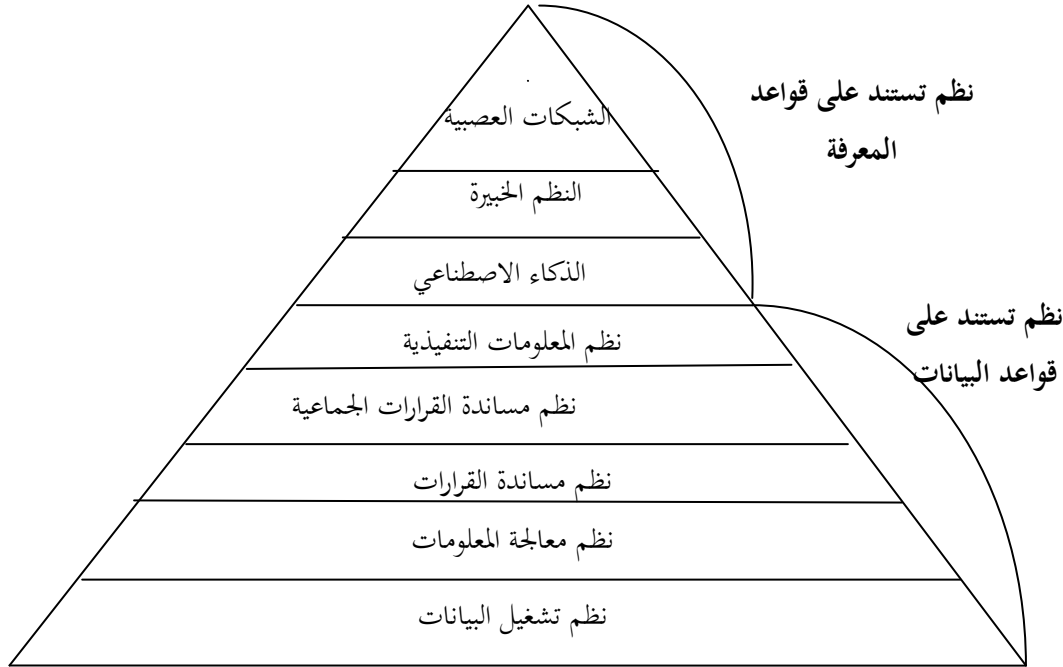 الشبكات العصبية
النظم الخبيرة
الذكاء الاصطناعي
نظم المعلومات التنفيذية
نظم مساندة القرارات الجماعية
نظم مساندة القرارات
نظم معالجة المعلومات
نظم تشغيل البيانات
نظم تستند على قواعد
المعرفة
نظم تستند على
قواعد البيانات